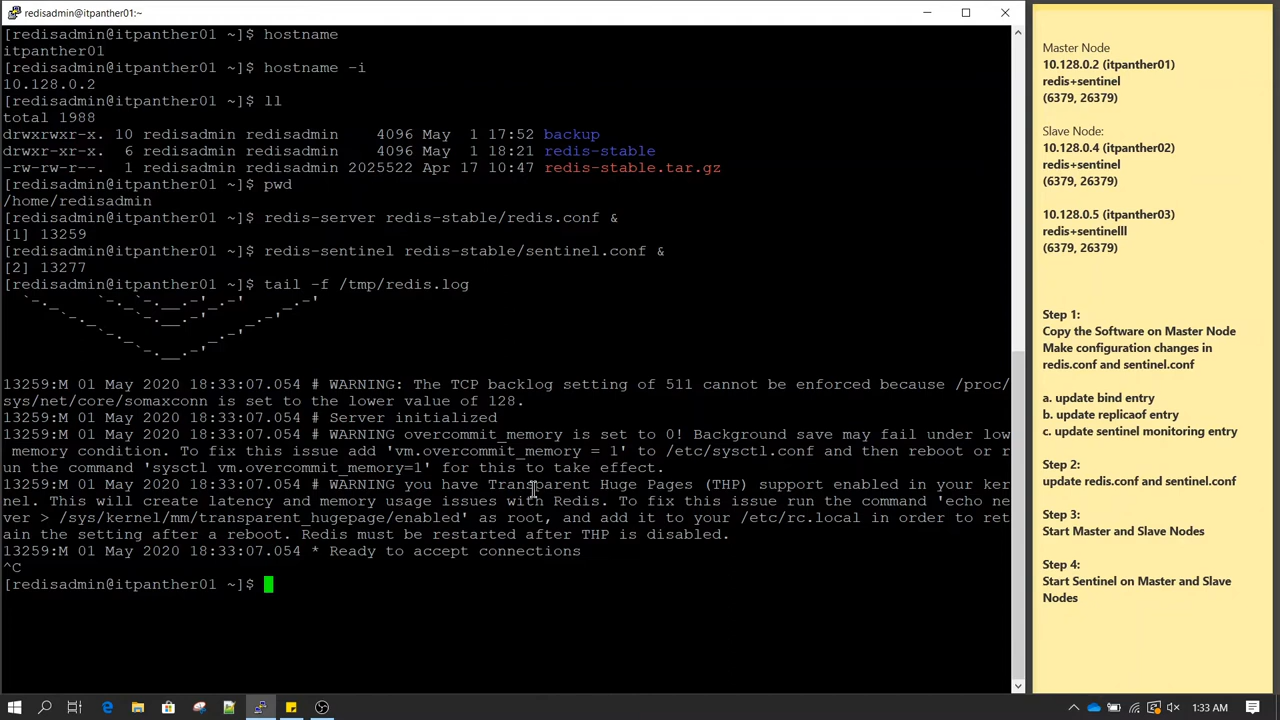 redisadmin@itpanther01:~
[redisadmin@itpanther01 ~]$ hostname
itpanther01
[redisadmin@itpanther01 ~]$ hostname -i
10.128.0.2
[redisadmin@itpanther01 ~]$ ll
total 1988
drwxrwxr-x. 10 redisadmin redisadmin    4096 May  1 17:52 backup
drwxr-xr-x.  6 redisadmin redisadmin    4096 May  1 18:21 redis-stable
-rw-rw-r--.  1 redisadmin redisadmin 2025522 Apr 17 10:47 redis-stable.tar.gz
[redisadmin@itpanther01 ~]$ pwd
/home/redisadmin
[redisadmin@itpanther01 ~]$ redis-server redis-stable/redis.conf &
[1] 13259
[redisadmin@itpanther01 ~]$ redis-sentinel redis-stable/sentinel.conf &
[2] 13277
[redisadmin@itpanther01 ~]$ tail -f /tmp/redis.log
13259:M 01 May 2020 18:33:07.054 # WARNING: The TCP backlog setting of 511 cannot be enforced because /proc/
sys/net/core/somaxconn is set to the lower value of 128.
13259:M 01 May 2020 18:33:07.054 # Server initialized
13259:M 01 May 2020 18:33:07.054 # WARNING overcommit_memory is set to 0! Background save may fail under low
memory condition. To fix this issue add 'vm.overcommit_memory = 1' to /etc/sysctl.conf and then reboot or r
un the command 'sysctl vm.overcommit_memory=1' for this to take effect.
13259:M 01 May 2020 18:33:07.054 # WARNING you have Transparent Huge Pages (THP) support enabled in your ker
nel. This will create latency and memory usage issues with Redis. To fix this issue run the command 'echo ne
ver > /sys/kernel/mm/transparent_hugepage/enabled' as root, and add it to your /etc/rc.local in order to ret
ain the setting after a reboot. Redis must be restarted after THP is disabled.
13259:M 01 May 2020 18:33:07.054 * Ready to accept connections
^C
[redisadmin@itpanther01 ~]$
Master Node
10.128.0.2 (itpanther01)
redis+sentinel
(6379, 26379)
Slave Node:
10.128.0.4 (itpanther02)
redis+sentinel
(6379, 26379)
10.128.0.5 (itpanther03)
redis+sentinelll
(6379, 26379)
Step 1:
Copy the Software on Master Node
Make configuration changes in
redis.conf and sentinel.conf
a. update bind entry
b. update replicaof entry
c. update sentinel monitoring entry
Step 2:
update redis.conf and sentinel.conf
Step 3:
Start Master and Slave Nodes
Step 4:
Start Sentinel on Master and Slave
Nodes
1:33 AM